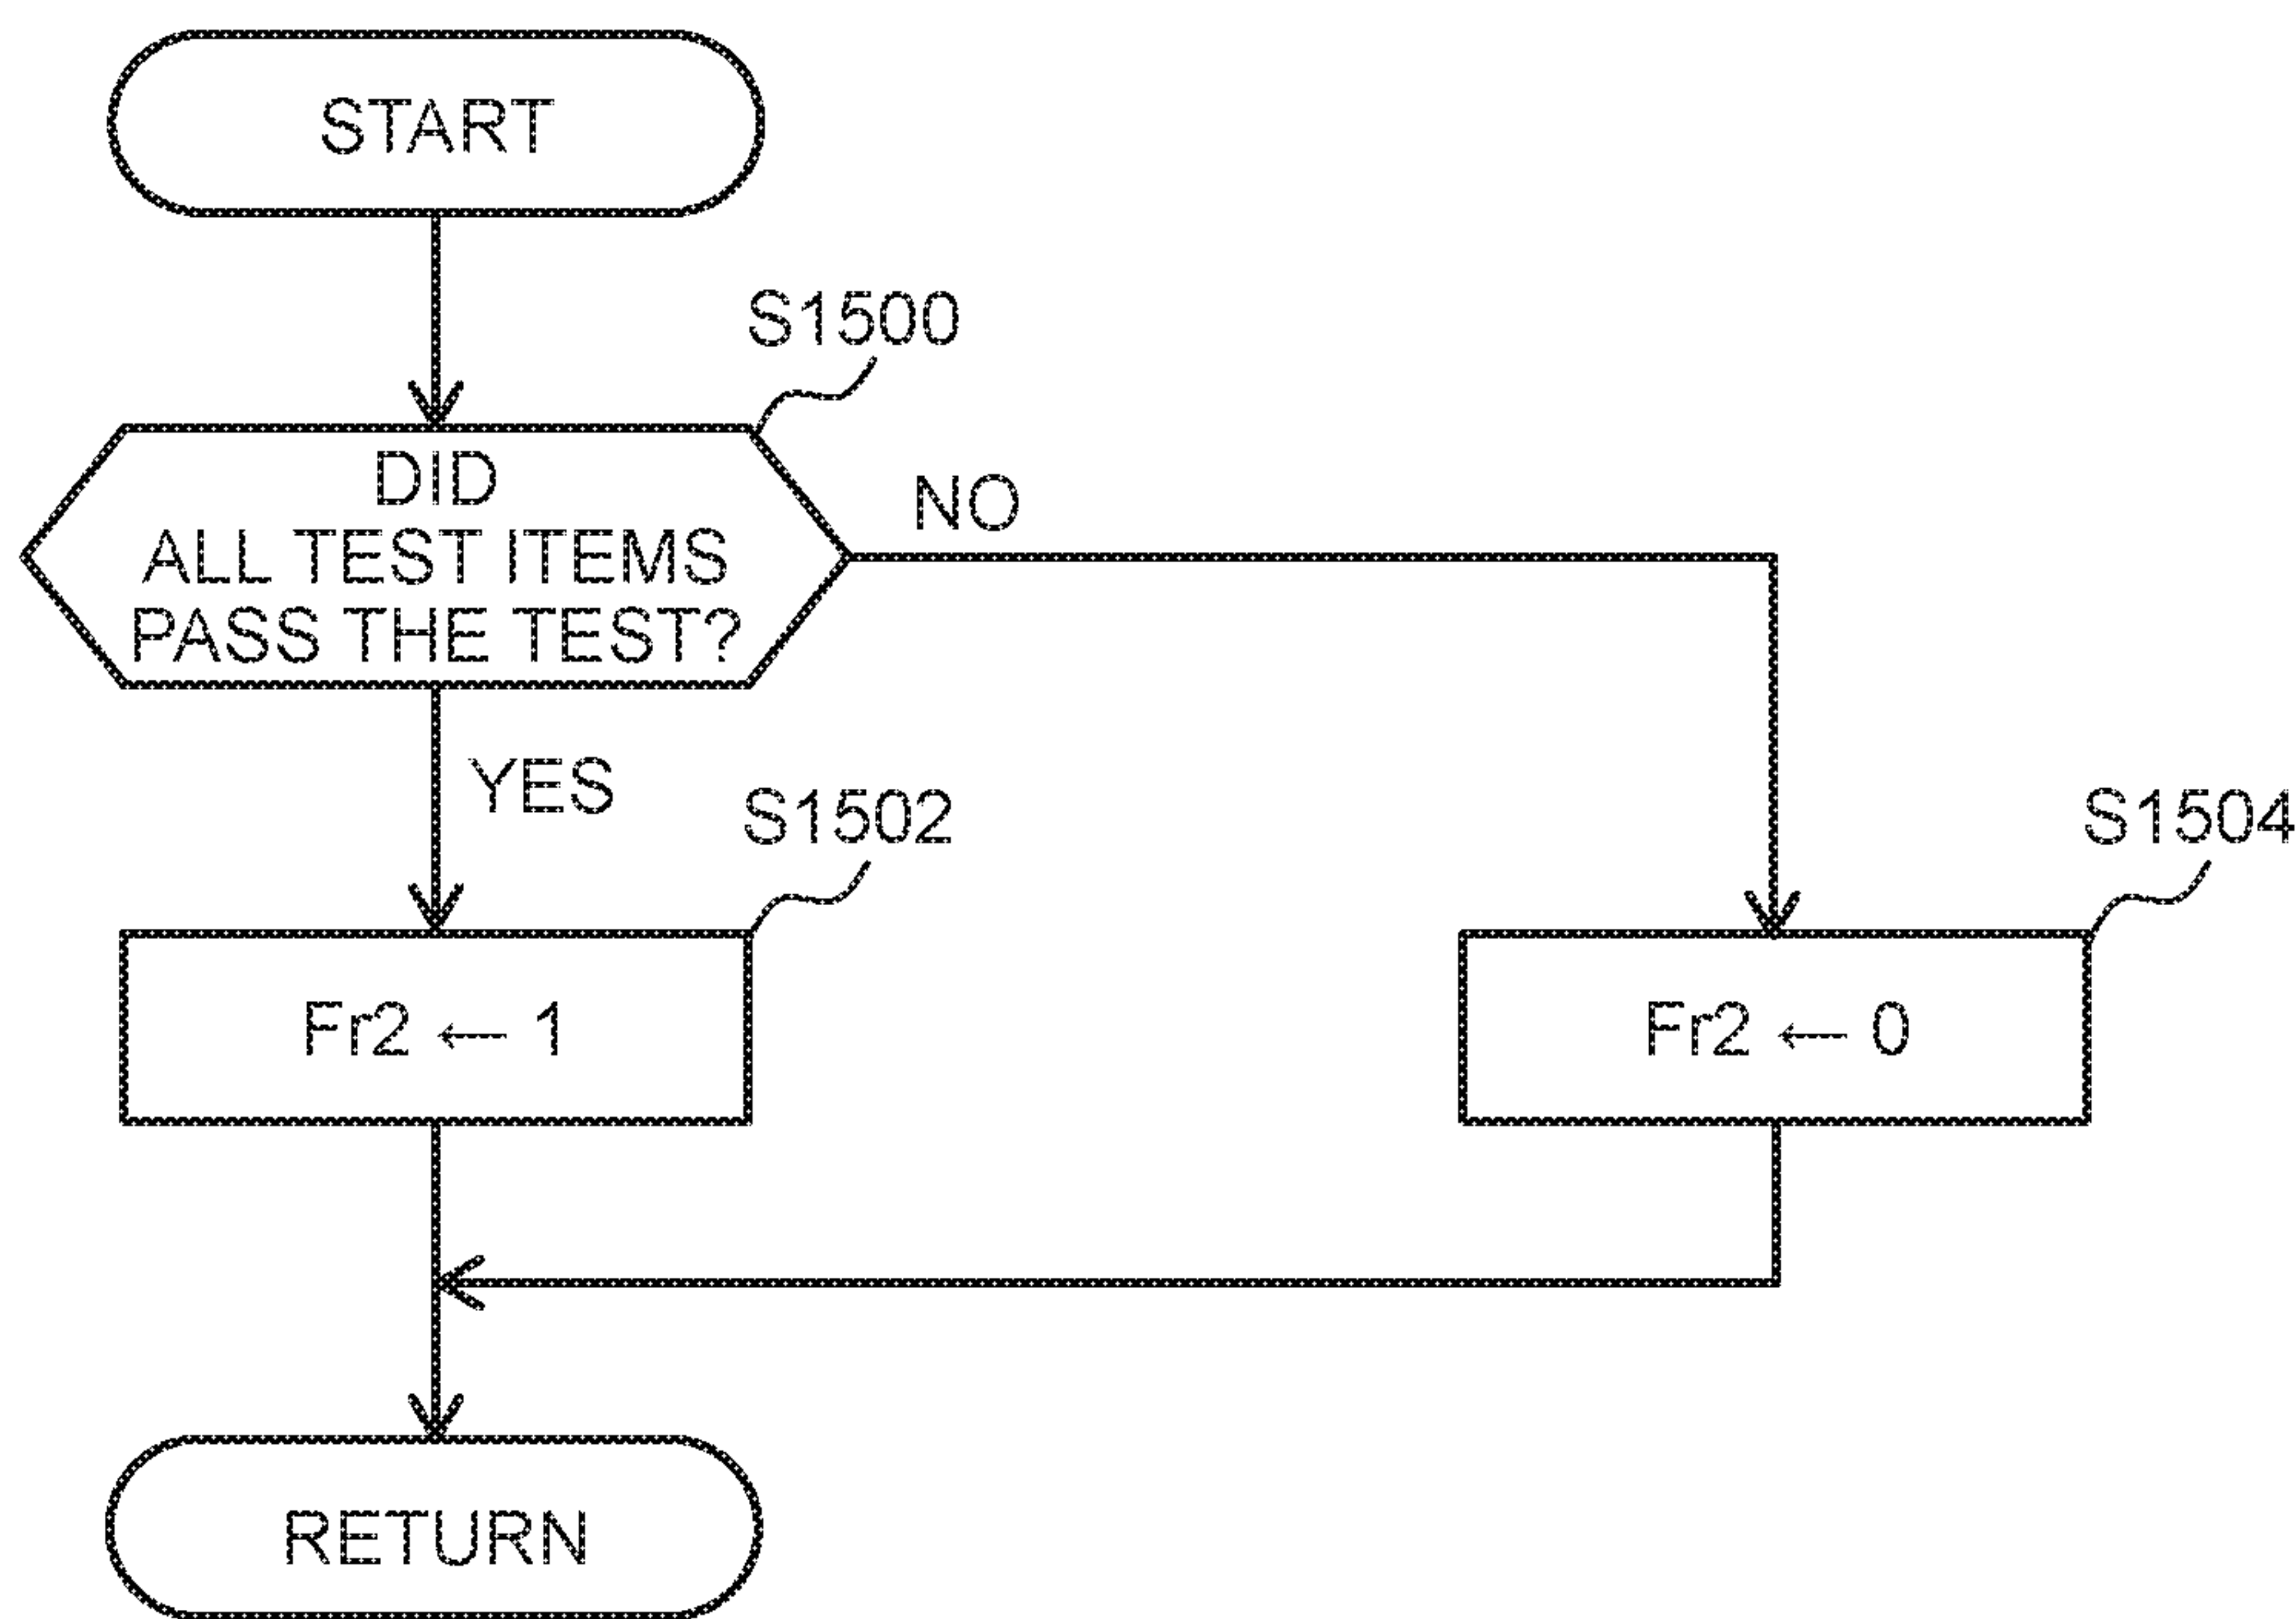 START
S1500
DID
ALL TEST ITEMS
PASS THE TEST?
NO
YES
S1502
S1504
Fr2 ← 1
Fr2 ← 0
RETURN